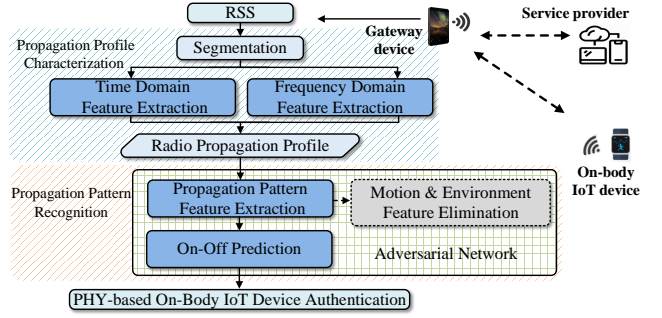 RSS
Gateway
device
Service provider
Propagation Profile
Characterization
Segmentation
Time Domain
Feature Extraction
Frequency Domain
Feature Extraction
Radio Propagation Profile
On-body
IoT device
Propagation Pattern
Recognition
Propagation Pattern
Feature Extraction
Motion & Environment
Feature Elimination
On-Off Prediction
Adversarial Network
PHY-based On-Body IoT Device Authentication